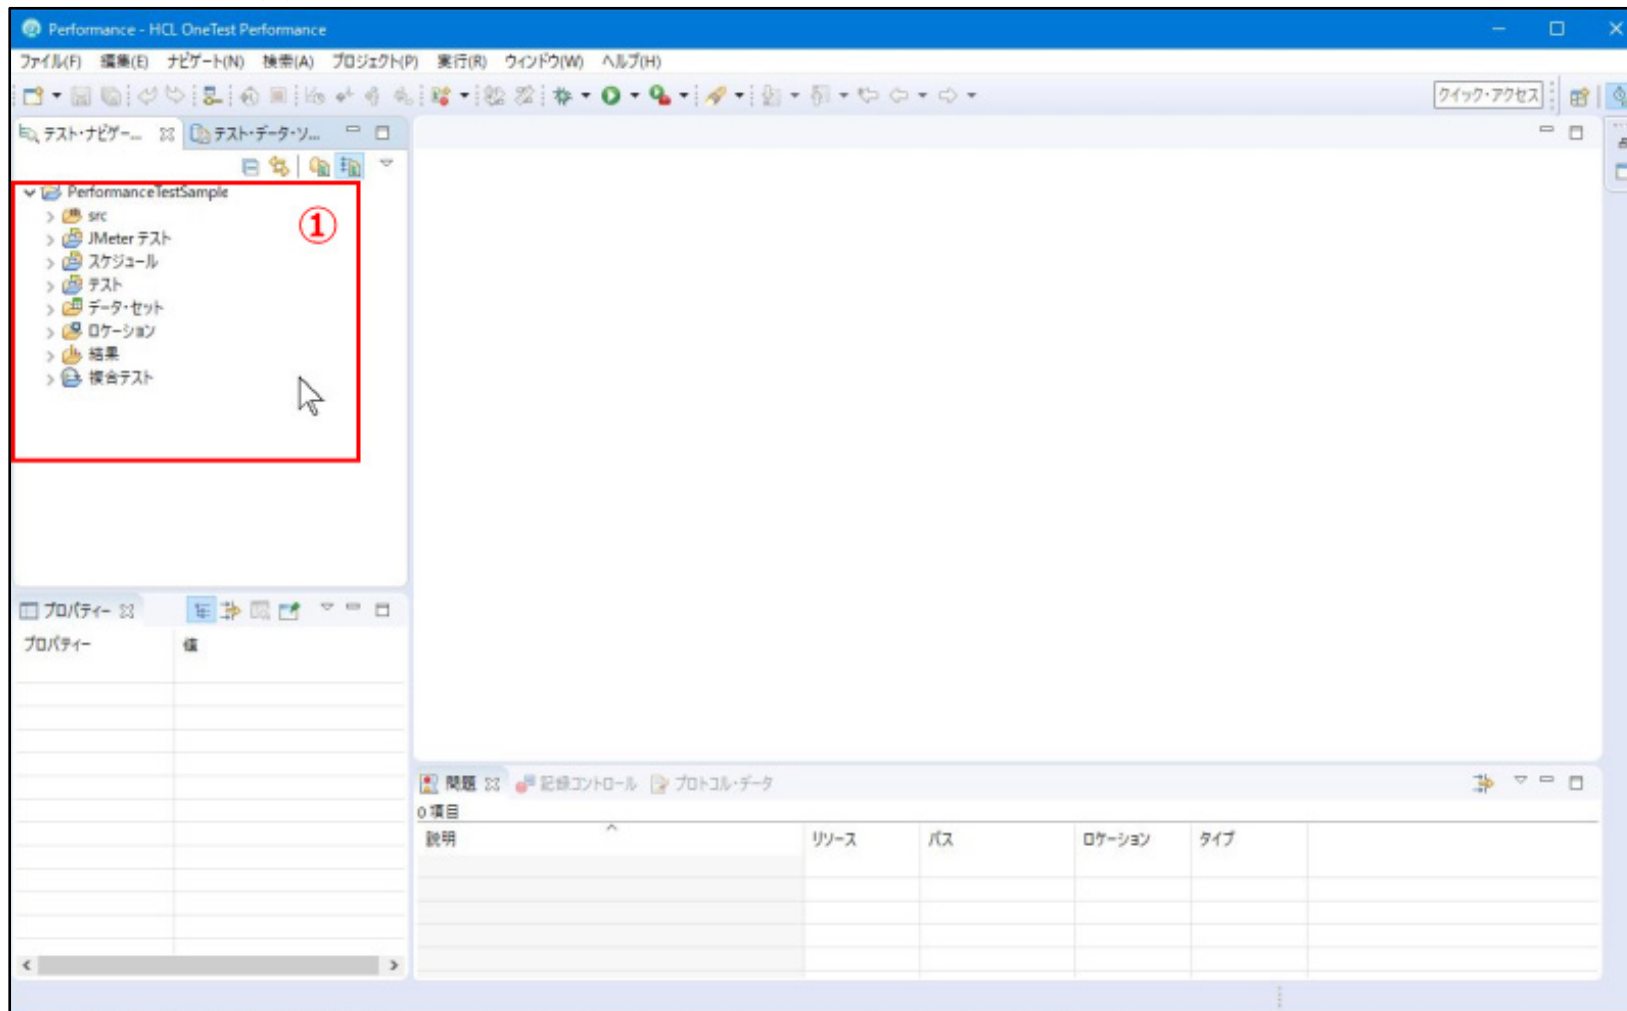 Performance - HCL OneTest Performance
ファイル(F) 編集(E) ナビゲート(N) 検索(A) プロジェクト(P) 実行(R) ウィンドウ(W) ヘルプ(H)
クイック・アクセス
テスト・ナビゲー... テスト・データ・ソ...
PerformanceTestSample
①
src
JMeter テスト
スケジュール
テスト
データ・セット
ロケーション
結果
複合テスト
プロパティー
プロパティー 値
問題 記録コントロール プロトコル・データ
0 項目
説明 リソース パス ロケーション タイプ